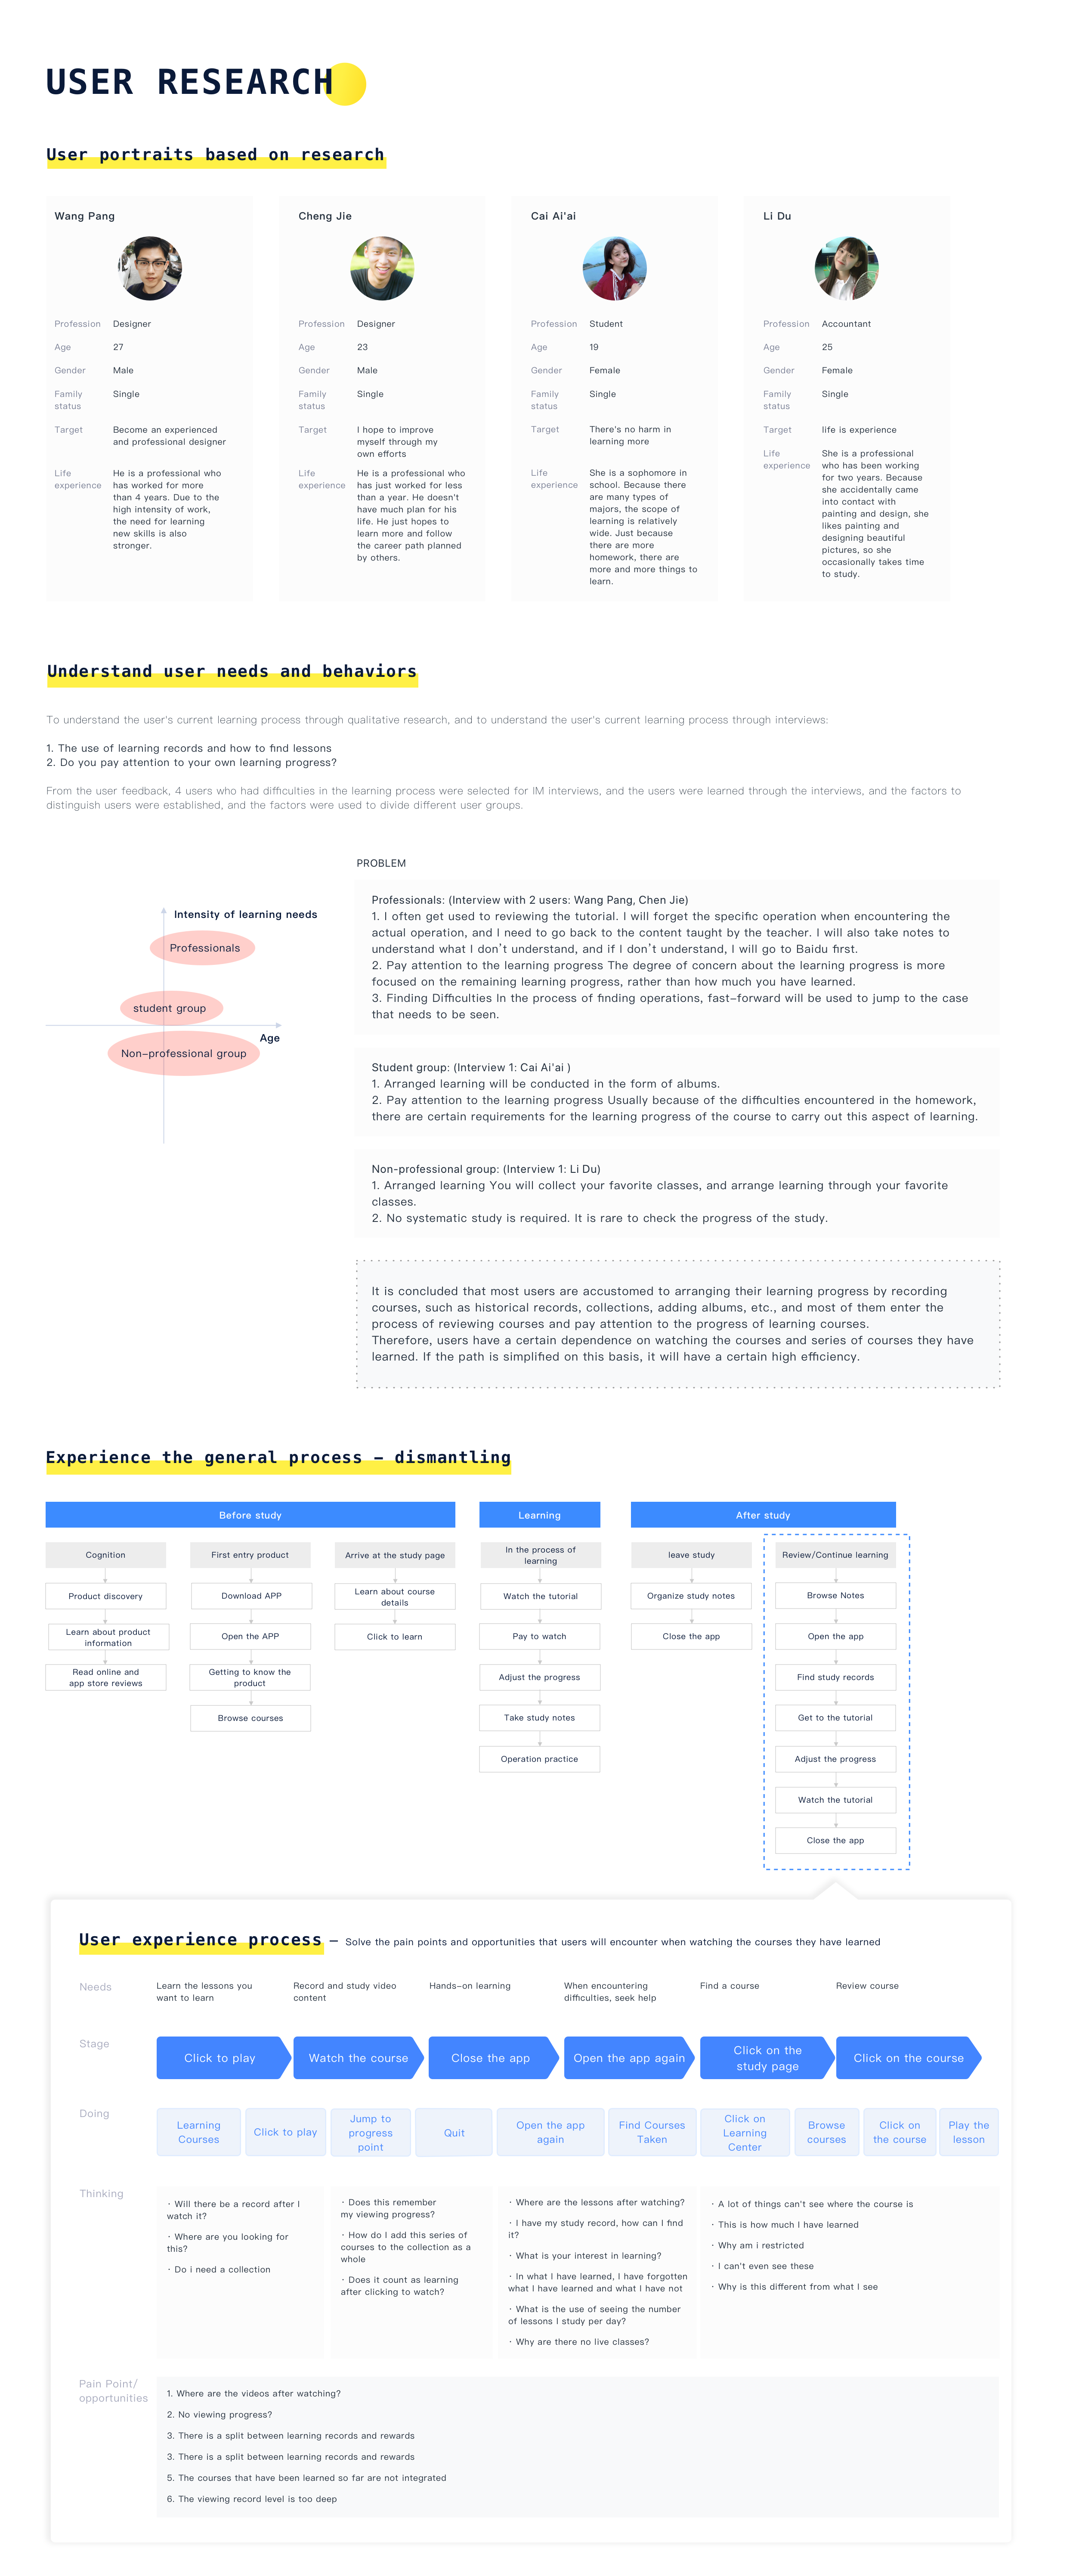 USER RESEARCH
User portraits based on research
Wang Pang
Profession Designer
Age 27
Gender Male
Family Single
status
Target Become an experienced
and professional designer
Life He is a professional who
experience has worked for more
than 4 years. Due to the
high intensity of work,
the need for learning
new skills is also
stronger.
Cheng Jie
Profession Designer
Age 23
Gender Male
Family Single
status
Target I hope to improve
myself through my
own efforts
Life He is a professional who
experience has just worked for less
than a year. He doesn't
have much plan for his
life. He just hopes to
learn more and follow
the career path planned
by others.
Cai Ai'ai
Profession Student
Age 19
Gender Female
Family Single
status
Target There's no harm in
learning more
Life She is a sophomore in
experience school. Because there
are many types of
majors, the scope of
learning is relatively
wide. Just because
there are more
homework, there are
more and more things to
learn.
Li Du
Profession Accountant
Age 25
Gender Female
Family Single
status
Target life is experience
Life She is a professional
experience who has been working
for two years. Because
she accidentally came
into contact with
painting and design, she
likes painting and
designing beautiful
pictures, so she
occasionally takes time
to study.
Understand user needs and behaviors
To understand the user's current learning process through qualitative research, and to understand the user's current learning process through interviews:
1. The use of learning records and how to find lessons
2. Do you pay attention to your own learning progress?
From the user feedback, 4 users who had difficulties in the learning process were selected for IM interviews, and the users were learned through the interviews, and the factors to
distinguish users were established, and the factors were used to divide different user groups.
Intensity of learning needs
Professionals
student group
Age
Non-professional group
PROBLEM
Professionals: (Interview with 2 users: Wang Pang, Chen Jie)
1. I often get used to reviewing the tutorial. I will forget the specific operation when encountering the
actual operation, and I need to go back to the content taught by the teacher. I will also take notes to
understand what I don't understand, and if I don't understand, I will go to Baidu first.
2. Pay attention to the learning progress The degree of concern about the learning progress is more
focused on the remaining learning progress, rather than how much you have learned.
3. Finding Difficulties In the process of finding operations, fast-forward will be used to jump to the case
that needs to be seen.
Student group: (Interview 1: Cai Ai'ai )
1. Arranged learning will be conducted in the form of albums.
2. Pay attention to the learning progress Usually because of the difficulties encountered in the homework,
there are certain requirements for the learning progress of the course to carry out this aspect of learning.
Non-professional group: (Interview 1: Li Du)
1. Arranged learning You will collect your favorite classes, and arrange learning through your favorite
classes.
2. No systematic study is required. It is rare to check the progress of the study.
It is concluded that most users are accustomed to arranging their learning progress by recording
courses, such as historical records, collections, adding albums, etc., and most of them enter the
process of reviewing courses and pay attention to the progress of learning courses.
Therefore, users have a certain dependence on watching the courses and series of courses they have
learned. If the path is simplified on this basis, it will have a certain high efficiency.
Experience the general process - dismantling
Before study
Cognition
Product discovery
Learn about product
information
Read online and
app store reviews
First entry product
Download APP
Open the APP
Getting to know the
product
Browse courses
Arrive at the study page
Learn about course
details
Click to learn
Learning
In the process of
learning
Watch the tutorial
Pay to watch
Adjust the progress
Take study notes
Operation practice
After study
leave study
Organize study notes
Close the app
Review/Continue learning
Browse Notes
Open the app
Find study records
Get to the tutorial
Adjust the progress
Watch the tutorial
Close the app
User experience process — Solve the pain points and opportunities that users will encounter when watching the courses they have learned
Needs
Learn the lessons you
want to learn
Record and study video
content
Hands-on learning
When encountering
difficulties, seek help
Find a course
Review course
Stage
Click to play
Watch the course
Close the app
Open the app again
Click on the
study page
Click on the course
Doing
Learning
Courses
Click to play
Jump to
progress
point
Quit
Open the app
again
Find Courses
Taken
Click on
Learning
Center
Browse
courses
Click on
the course
Play the
lesson
Thinking
· Will there be a record after I
watch it?
· Where are you looking for
this?
· Do i need a collection
· Does this remember
my viewing progress?
· How do I add this series of
courses to the collection as a
whole
· Does it count as learning
after clicking to watch?
· Where are the lessons after watching?
· I have my study record, how can I find
it?
· What is your interest in learning?
· In what I have learned, I have forgotten
what I have learned and what I have not
· What is the use of seeing the number
of lessons I study per day?
· Why are there no live classes?
· A lot of things can't see where the course is
· This is how much I have learned
· Why am i restricted
· I can't even see these
· Why is this different from what I see
Pain Point/
opportunities
1. Where are the videos after watching?
2. No viewing progress?
3. There is a split between learning records and rewards
3. There is a split between learning records and rewards
5. The courses that have been learned so far are not integrated
6. The viewing record level is too deep